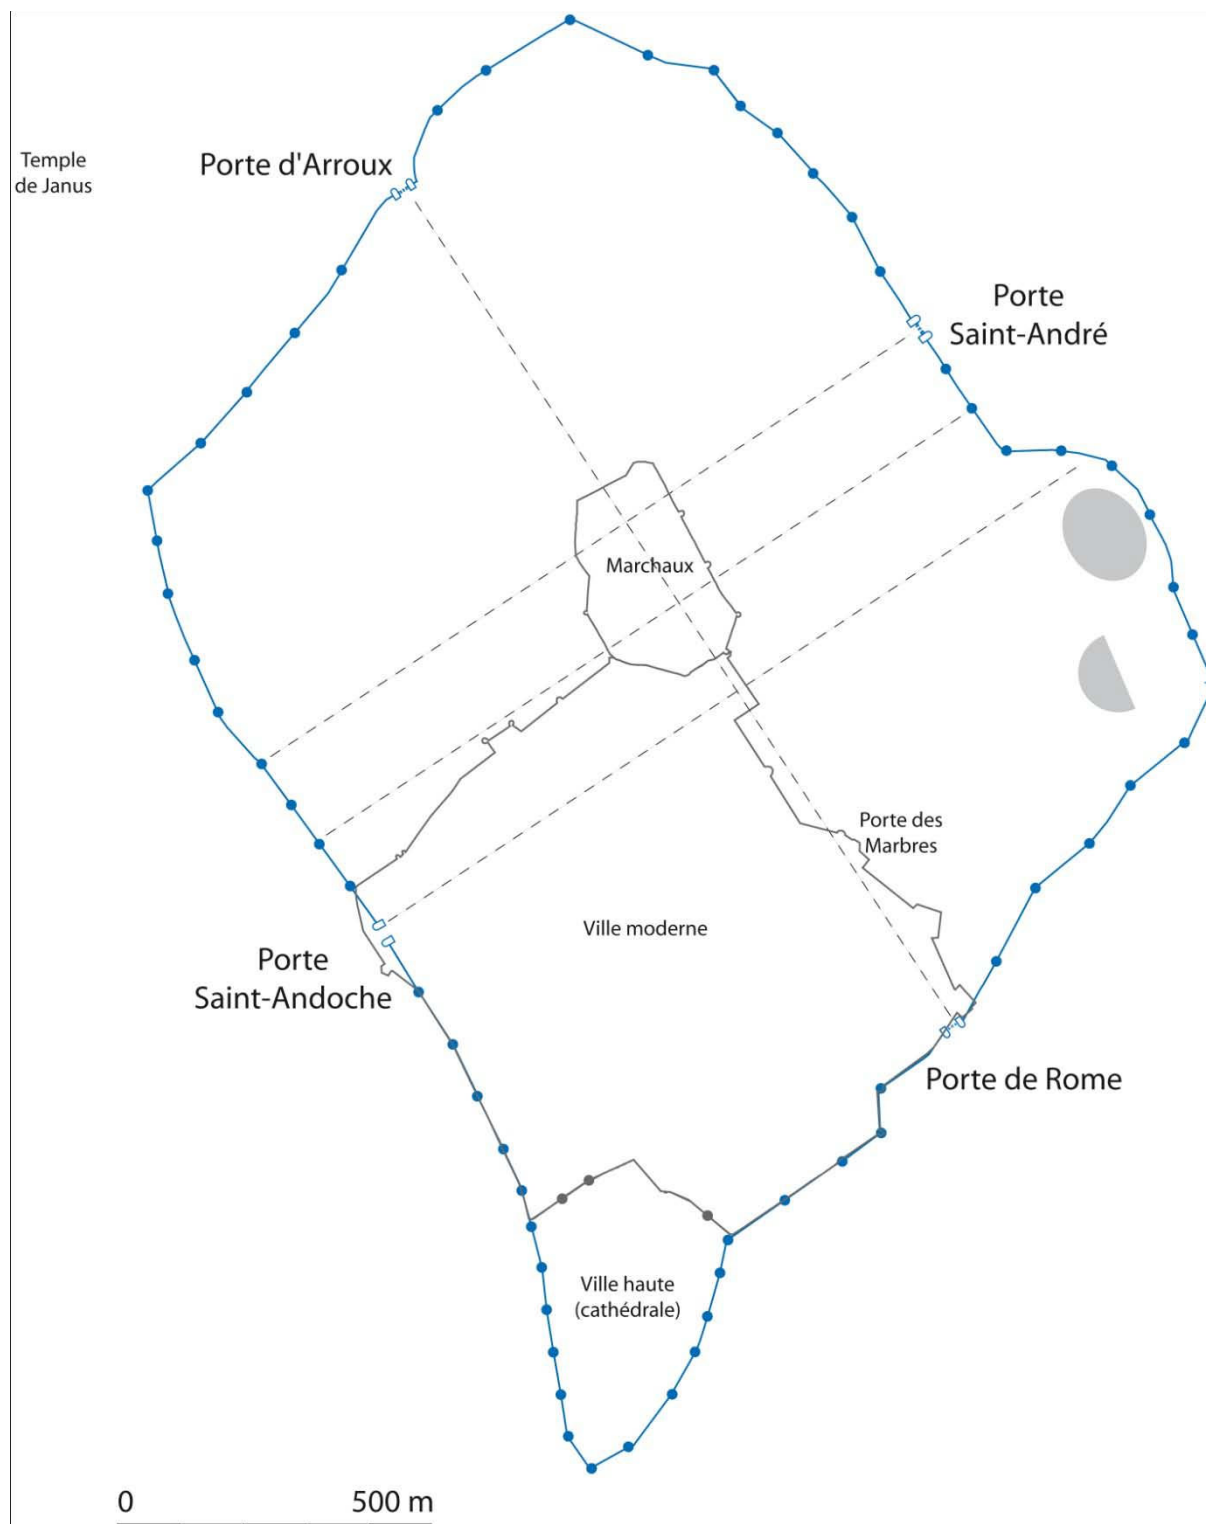 Temple
de Janus
Porte d'Arroux
Porte
Saint-André
Marchaux
Porte des
Marbres
Ville moderne
Porte
Saint-Andoche
Porte de Rome
Ville haute
(cathédrale)
0
500 m